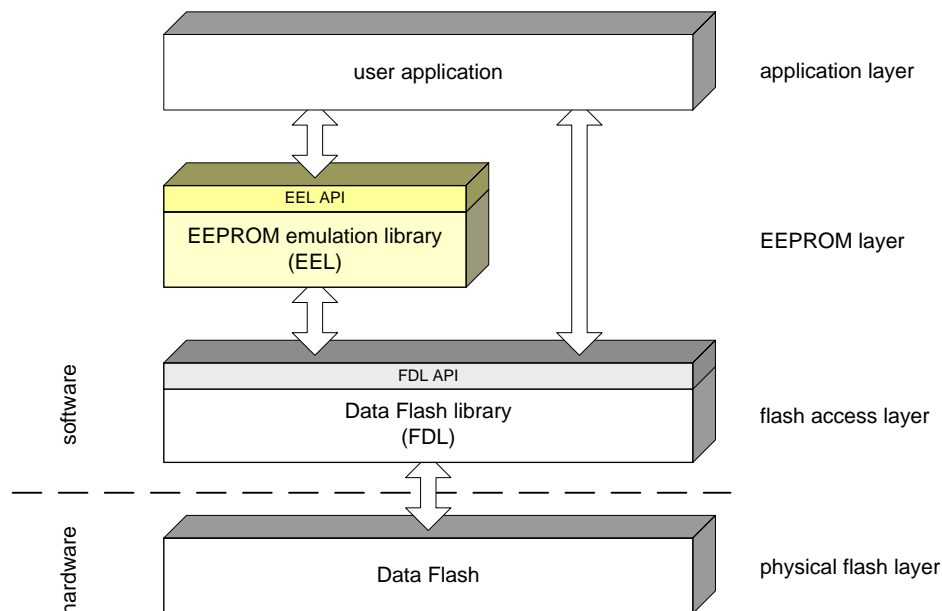 user application
application layer
EEL API
EEPROM emulation library
(EEL)
EEPROM layer
FDL API
Data Flash library
(FDL)
flash access layer
software
hardware
Data Flash
physical flash layer